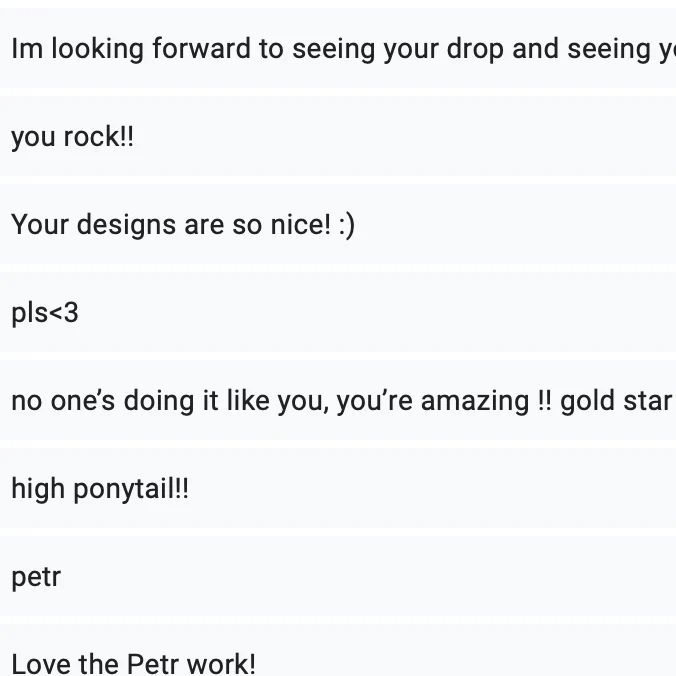 Im looking forward to seeing your drop and seeing
you rock!!
Your designs are so nice! :)
pls<3
no one’s doing it like you, you’re amazing !! gold star
high ponytail!!
petr
Love the Petr work!